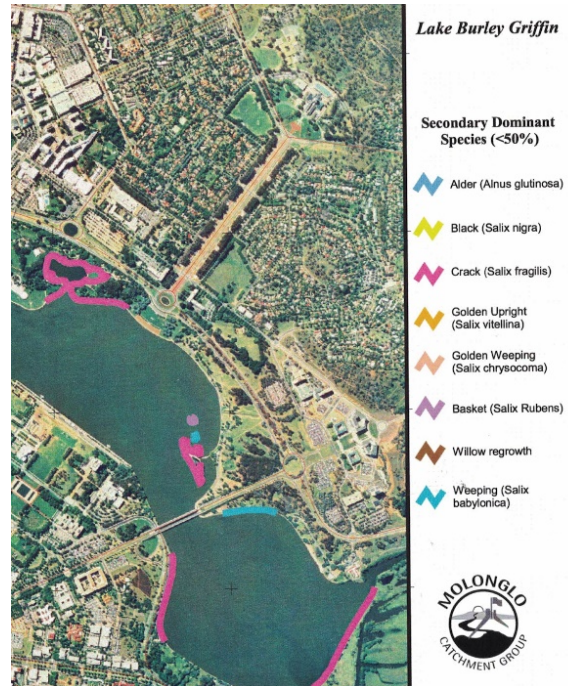 Lake Burley Griffin
Secondary Dominant
Species (<50%)
Alder (Alnus glutinosa)
Black (Salix nigra)
Crack (Salix fragilis)
Golden Upright
(Salix vitellina)
Golden Weeping
(Salix chrysocoma)
Basket (Salix Rubens)
Willow regrowth
Weeping (Salix
babylonica)
MOLONGLO
CATCHMENT GROUP